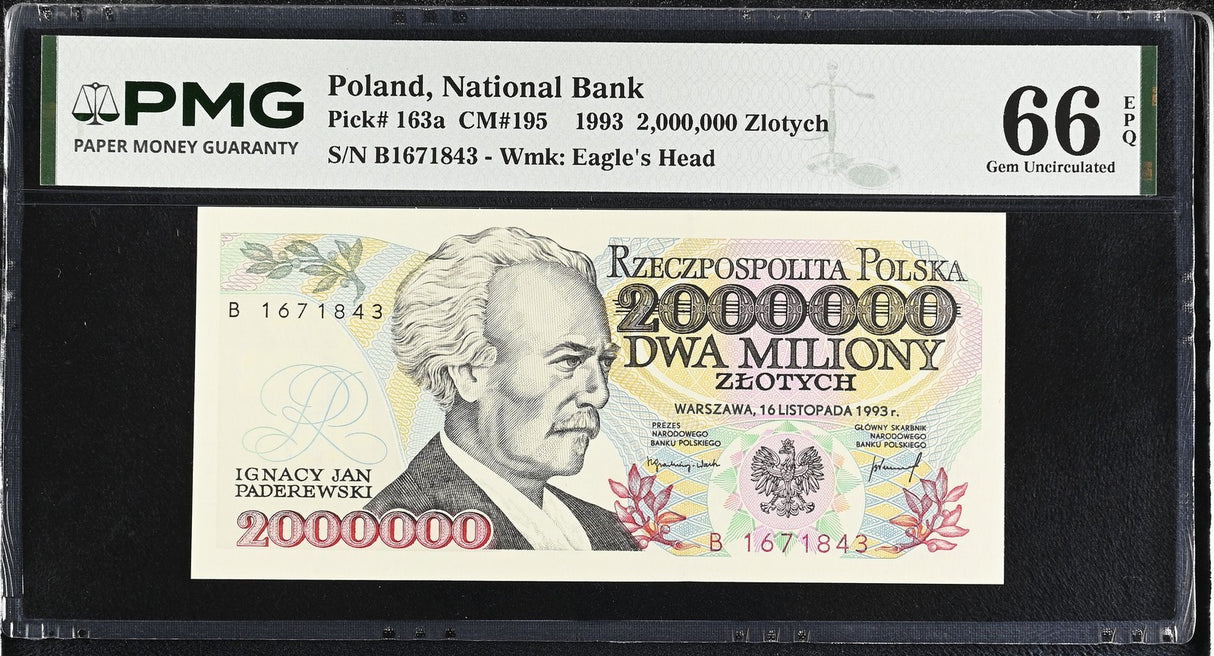 PMG
PAPER MONEY GUARANTY
Poland, National Bank
Pick# 163a CM#195 1993 2,000,000 Zlotych
S/N B1671843 - Wmk: Eagle's Head
66
EPQ
Gem Uncirculated
RZECZPOSPOLITA POLSKA
2000000
DWA MILIONY
ZŁOTYCH
WARSZAWA, 16 LISTOPADA 1993 r.
PREZES
NARODOWEGO
BANKU POLSKIEGO
GŁÓWNY SKARBNIK
NARODOWEGO
BANKU POLSKIEGO
B 1671843
IGNACY JAN
PADEREWSKI
2000000
B 1671843